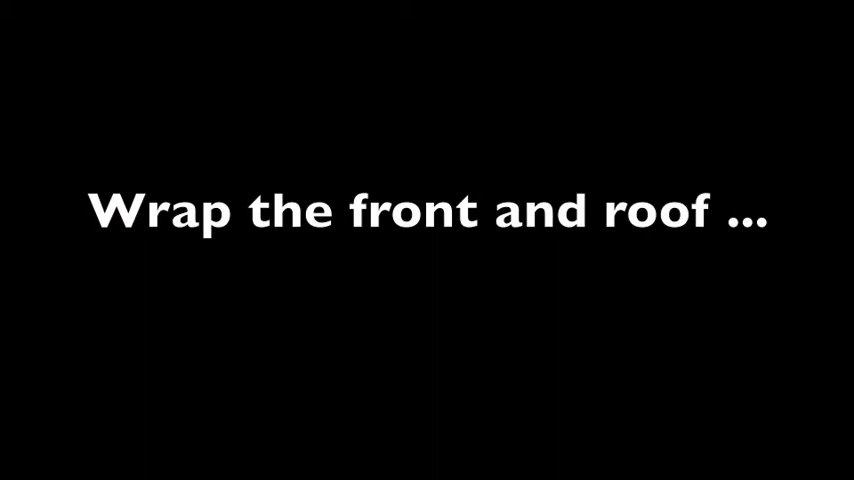 Wrap the front and roof ...